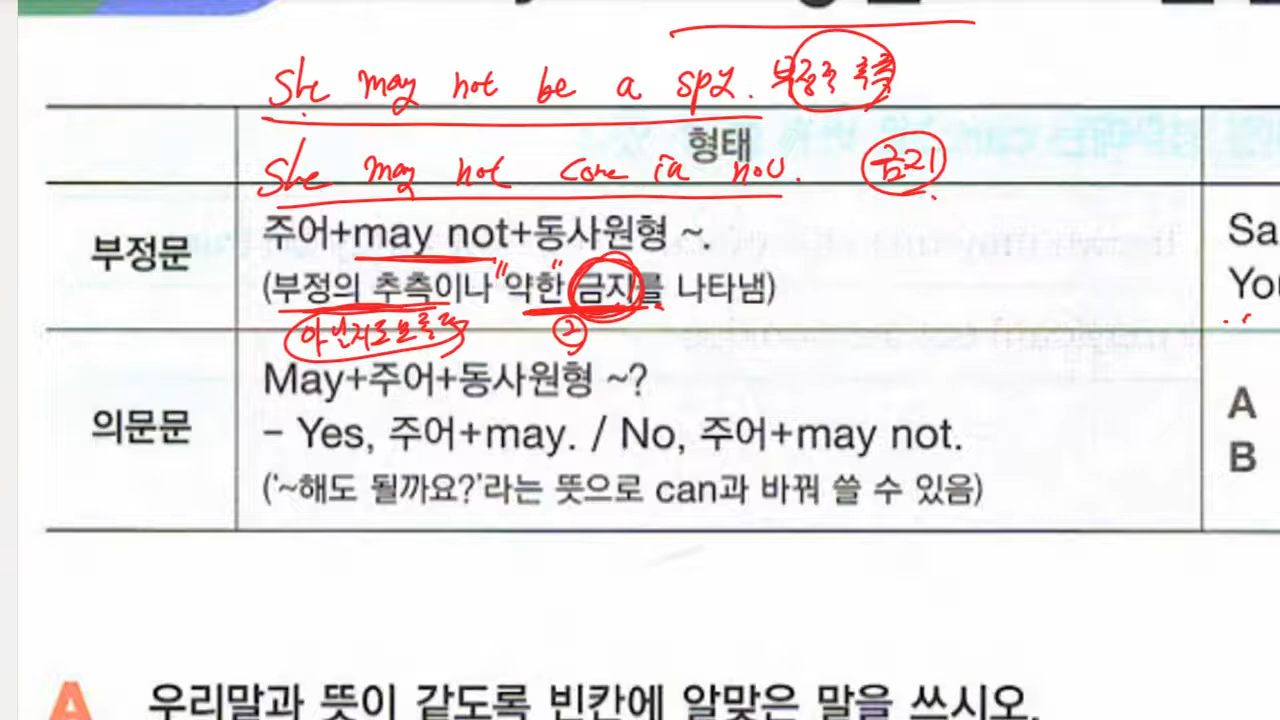 She may not be a spy. 부정 추측
형태
She may not come in now. 금지
부정문
주어+may not+동사원형 ~.
(부정의 추측이나 "약한" 금지를 나타냄)
Sa
You
아닌지도 모른다 ②
의문문
May+주어+동사원형 ~?
– Yes, 주어+may. / No, 주어+may not.
('~해도 될까요?'라는 뜻으로 can과 바꿔 쓸 수 있음)
A
B
A 우리말과 뜻이 같도록 빈칸에 알맞은 말을 쓰시오.